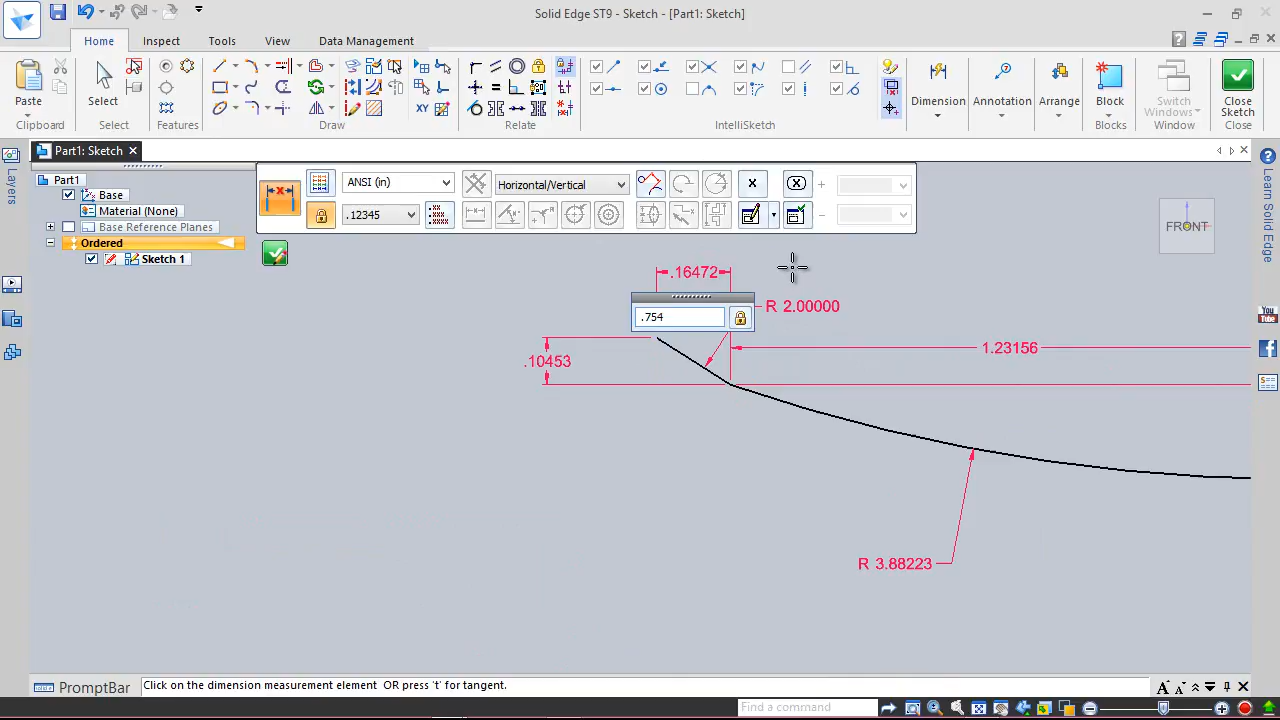 Solid Edge ST9 - Sketch - [Part1: Sketch]
Home
Inspect
Tools
View
Data Management
Paste
Select
Dimension
Annotation
Arrange
Block
Switch Windows
Close Sketch
Clipboard
Select
Features
Draw
Relate
IntelliSketch
Blocks
Window
Close
XY
Part1: Sketch
Layers
Learn Solid Edge
You Tube
Part1
Base
Material (None)
Base Reference Planes
Ordered
Sketch 1
ANSI (in)
Horizontal/Vertical
.12345
FRONT
.16472
.754
R 2.00000
.10453
1.23156
R 3.88223
PromptBar
Click on the dimension measurement element OR press 't' for tangent.
Find a command